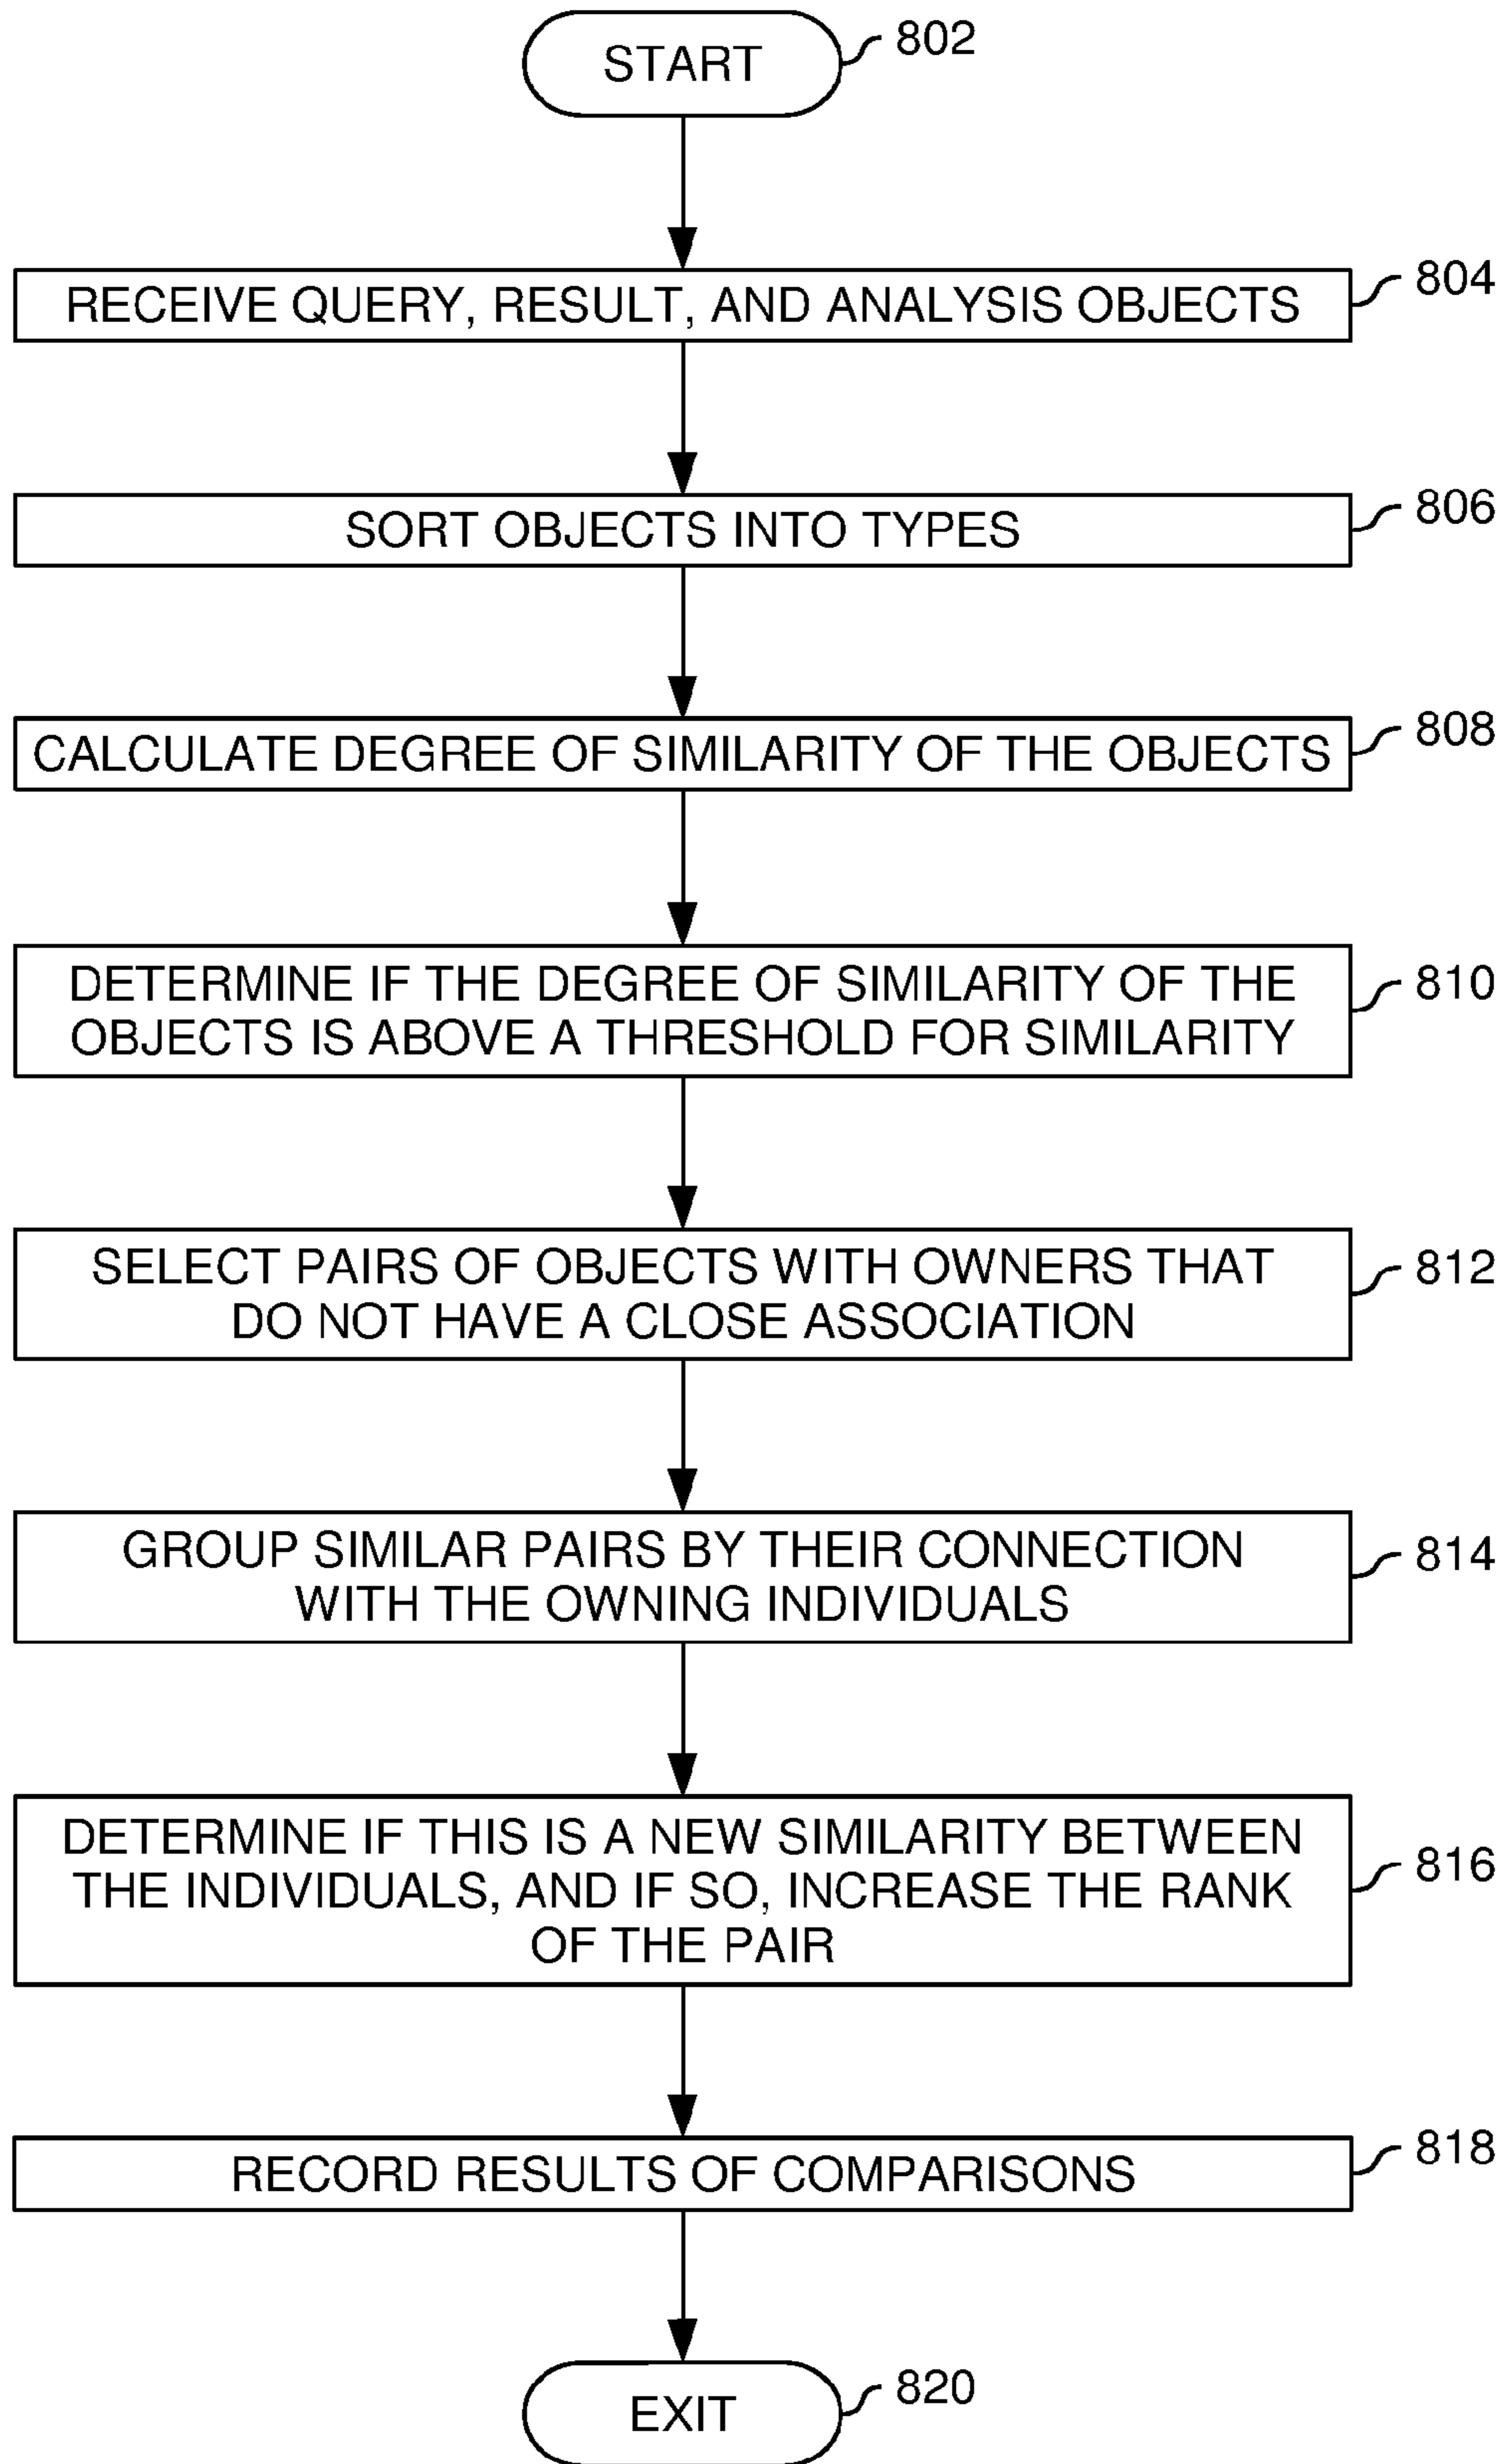 START
802
RECEIVE QUERY, RESULT, AND ANALYSIS OBJECTS
804
SORT OBJECTS INTO TYPES
806
CALCULATE DEGREE OF SIMILARITY OF THE OBJECTS
808
DETERMINE IF THE DEGREE OF SIMILARITY OF THE
OBJECTS IS ABOVE A THRESHOLD FOR SIMILARITY
810
SELECT PAIRS OF OBJECTS WITH OWNERS THAT
DO NOT HAVE A CLOSE ASSOCIATION
812
GROUP SIMILAR PAIRS BY THEIR CONNECTION
WITH THE OWNING INDIVIDUALS
814
DETERMINE IF THIS IS A NEW SIMILARITY BETWEEN
THE INDIVIDUALS, AND IF SO, INCREASE THE RANK
OF THE PAIR
816
RECORD RESULTS OF COMPARISONS
818
EXIT
820